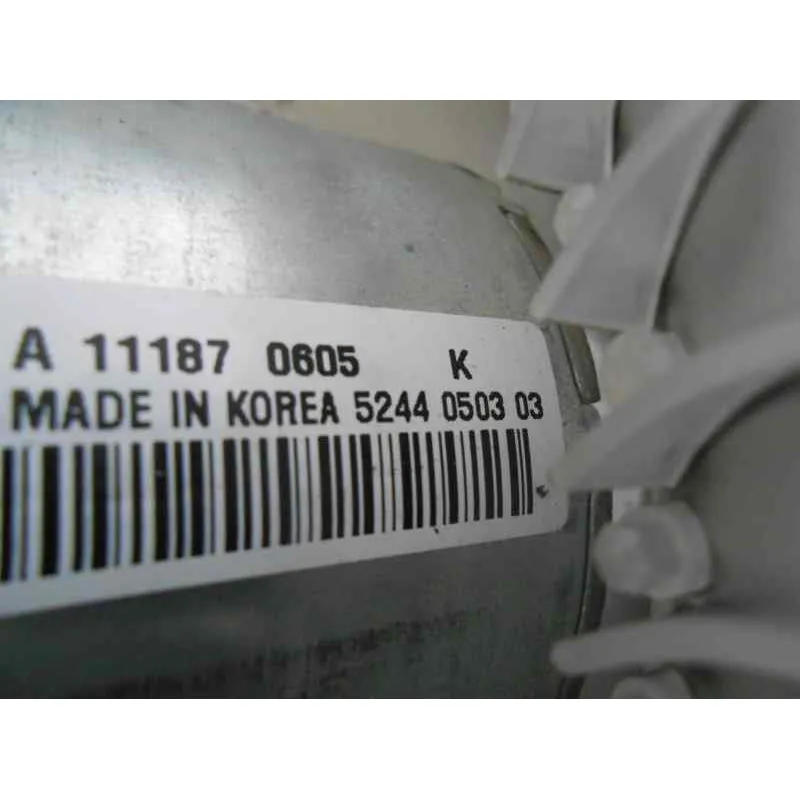 A 11187 0605 K
MADE IN KOREA 5244 0503 03